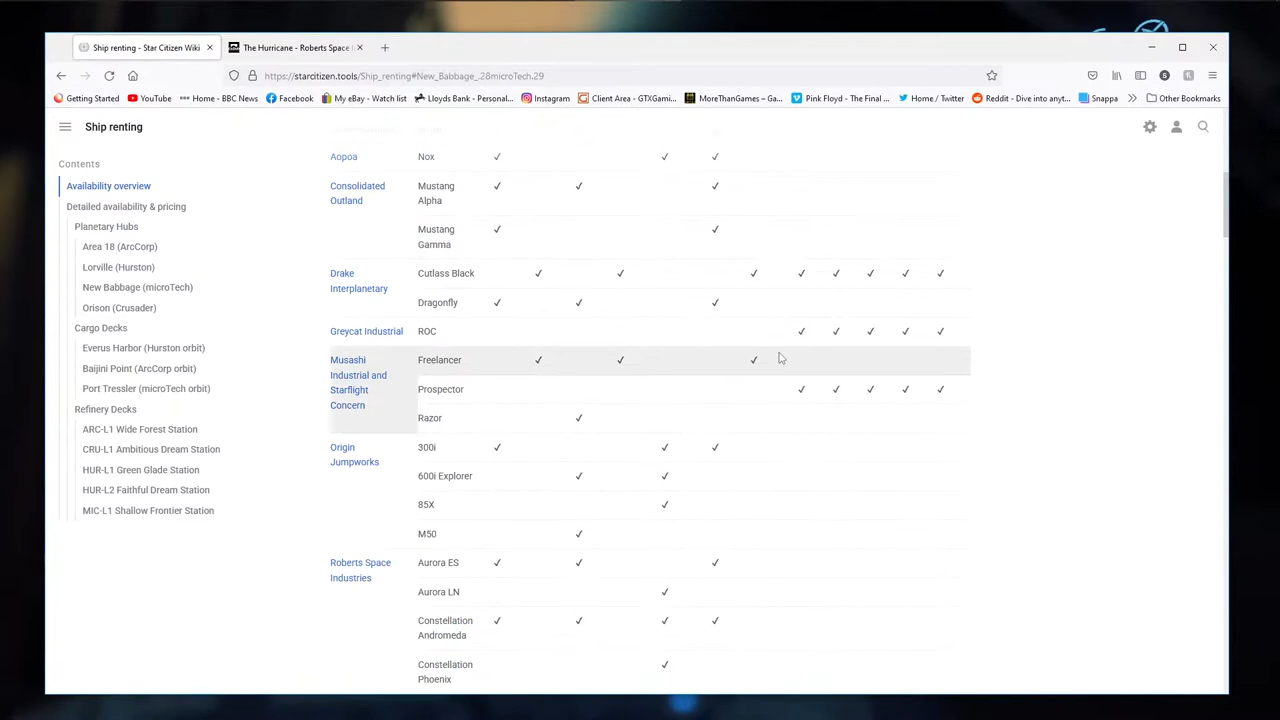 Ship renting - Star Citizen Wiki
The Hurricane - Roberts Space I
https://starcitizen.tools/Ship_renting#New_Babbage_.28microTech.29
Getting Started YouTube Home - BBC News Facebook My eBay - Watch list Lloyds Bank - Personal... Instagram Client Area - GTXGami... MoreThanGames – Ga... Pink Floyd - The Final ... Home / Twitter Reddit - Dive into anyt... Snappa Other Bookmarks
Ship renting
Contents
Availability overview
Detailed availability & pricing
Planetary Hubs
Area 18 (ArcCorp)
Lorville (Hurston)
New Babbage (microTech)
Orison (Crusader)
Cargo Decks
Everus Harbor (Hurston orbit)
Baijini Point (ArcCorp orbit)
Port Tressler (microTech orbit)
Refinery Decks
ARC-L1 Wide Forest Station
CRU-L1 Ambitious Dream Station
HUR-L1 Green Glade Station
HUR-L2 Faithful Dream Station
MIC-L1 Shallow Frontier Station
Aopoa Nox ✓ ✓ ✓
Consolidated
Outland
Mustang
Alpha
✓ ✓ ✓
Mustang
Gamma
✓ ✓
Drake
Interplanetary
Cutlass Black ✓ ✓ ✓ ✓ ✓ ✓ ✓ ✓
Dragonfly ✓ ✓ ✓
Greycat Industrial ROC ✓ ✓ ✓ ✓ ✓
Musashi
Industrial and
Starflight
Concern
Freelancer ✓ ✓ ✓
Prospector ✓ ✓ ✓ ✓ ✓
Razor ✓
Origin
Jumpworks
300i ✓ ✓ ✓
600i Explorer ✓ ✓
85X ✓
M50 ✓
Roberts Space
Industries
Aurora ES ✓ ✓ ✓
Aurora LN ✓
Constellation
Andromeda
✓ ✓ ✓ ✓
Constellation
Phoenix
✓